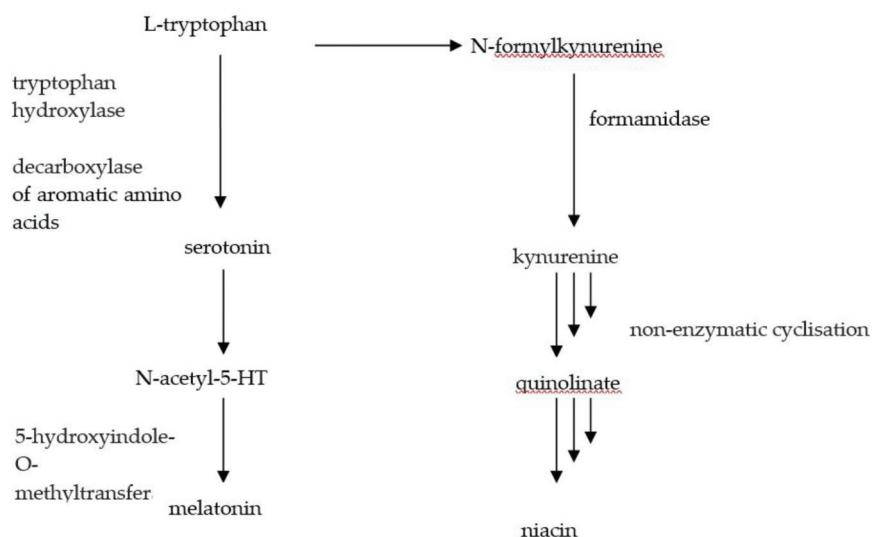 L-tryptophan
N-formylkynurenine
tryptophan
hydroxylase
formamidase
decarboxylase
of aromatic amino
acids
serotonin
kynurenine
non-enzymatic cyclisation
N-acetyl-5-HT
quinolinate
5-hydroxyindole-
O-
methyltransfer
melatonin
niacin